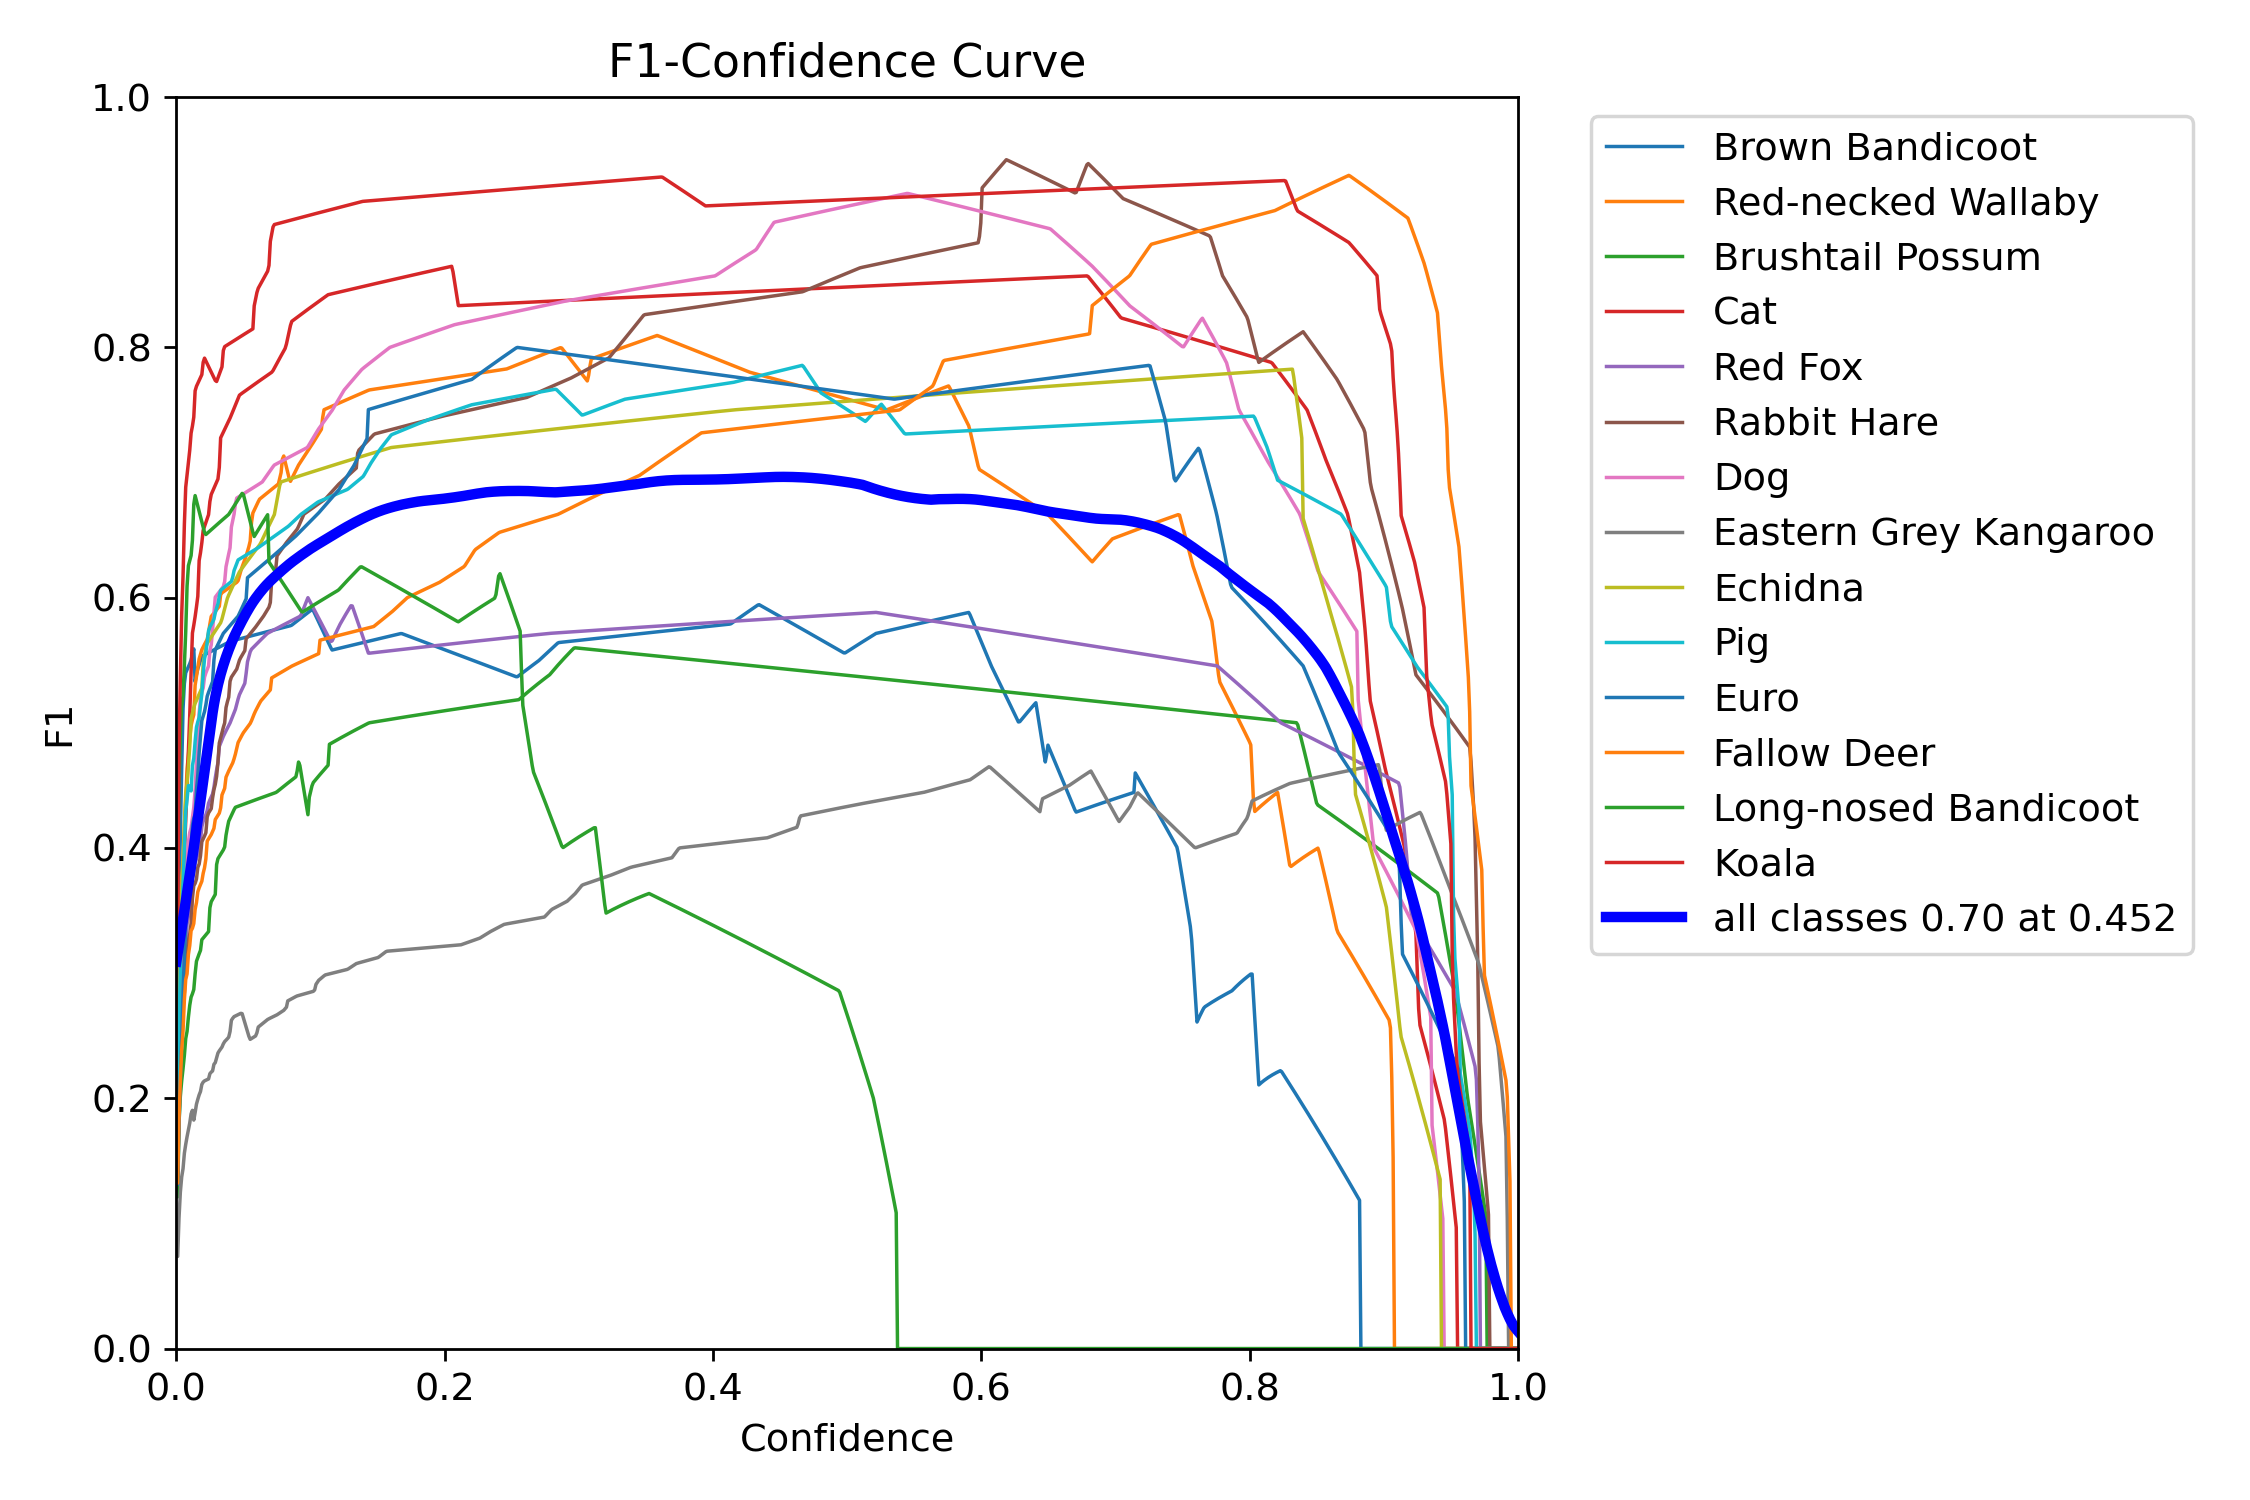 F1-Confidence Curve
1.0
0.8
0.6
0.4
0.2
0.0
F1
0.0 0.2 0.4 0.6 0.8 1.0
Confidence
Brown Bandicoot
Red-necked Wallaby
Brushtail Possum
Cat
Red Fox
Rabbit Hare
Dog
Eastern Grey Kangaroo
Echidna
Pig
Euro
Fallow Deer
Long-nosed Bandicoot
Koala
all classes 0.70 at 0.452